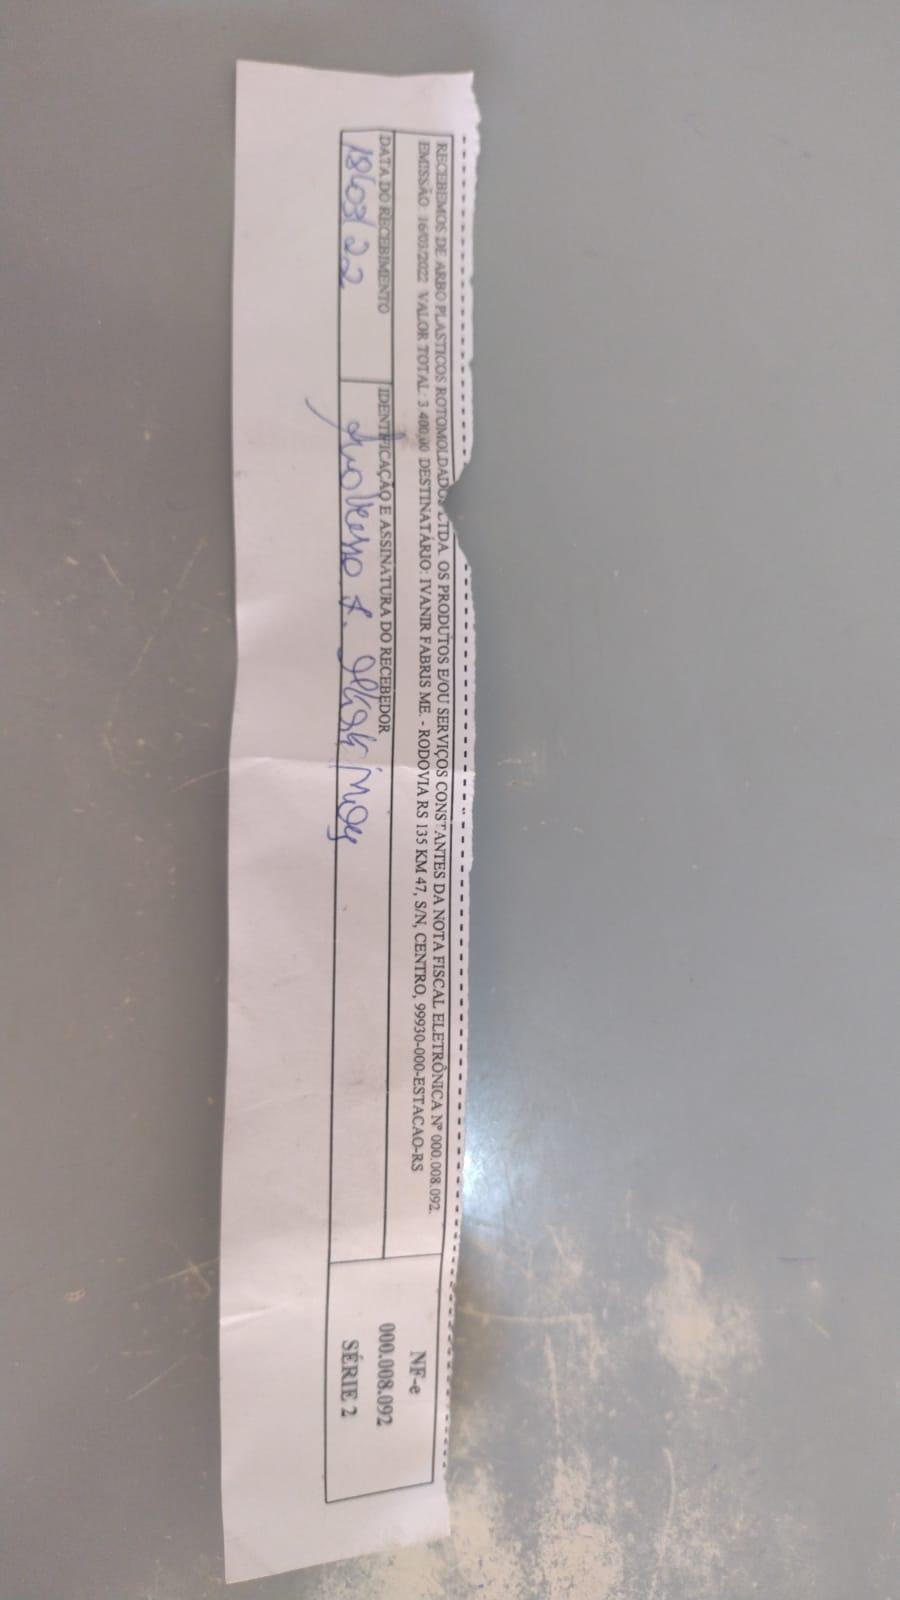 RECEBEMOS DE ARBO PLASTICOS ROTOMOLDADOS LTDA. OS PRODUTOS E/OU SERVIÇOS CONSTANTES DA NOTA FISCAL ELETRÔNICA Nº 000.008.092.
EMISSÃO: 16/03/2022 VALOR TOTAL: 3.400,00 DESTINATÁRIO: IVANIR FABRIS ME. - RODOVIA RS 135 KM 47, S/N, CENTRO, 99930-000-ESTACAO-RS
DATA DO RECEBIMENTO
18/03/22
IDENTIFICAÇÃO E ASSINATURA DO RECEBEDOR
NF-e
000.008.092
SÉRIE 2